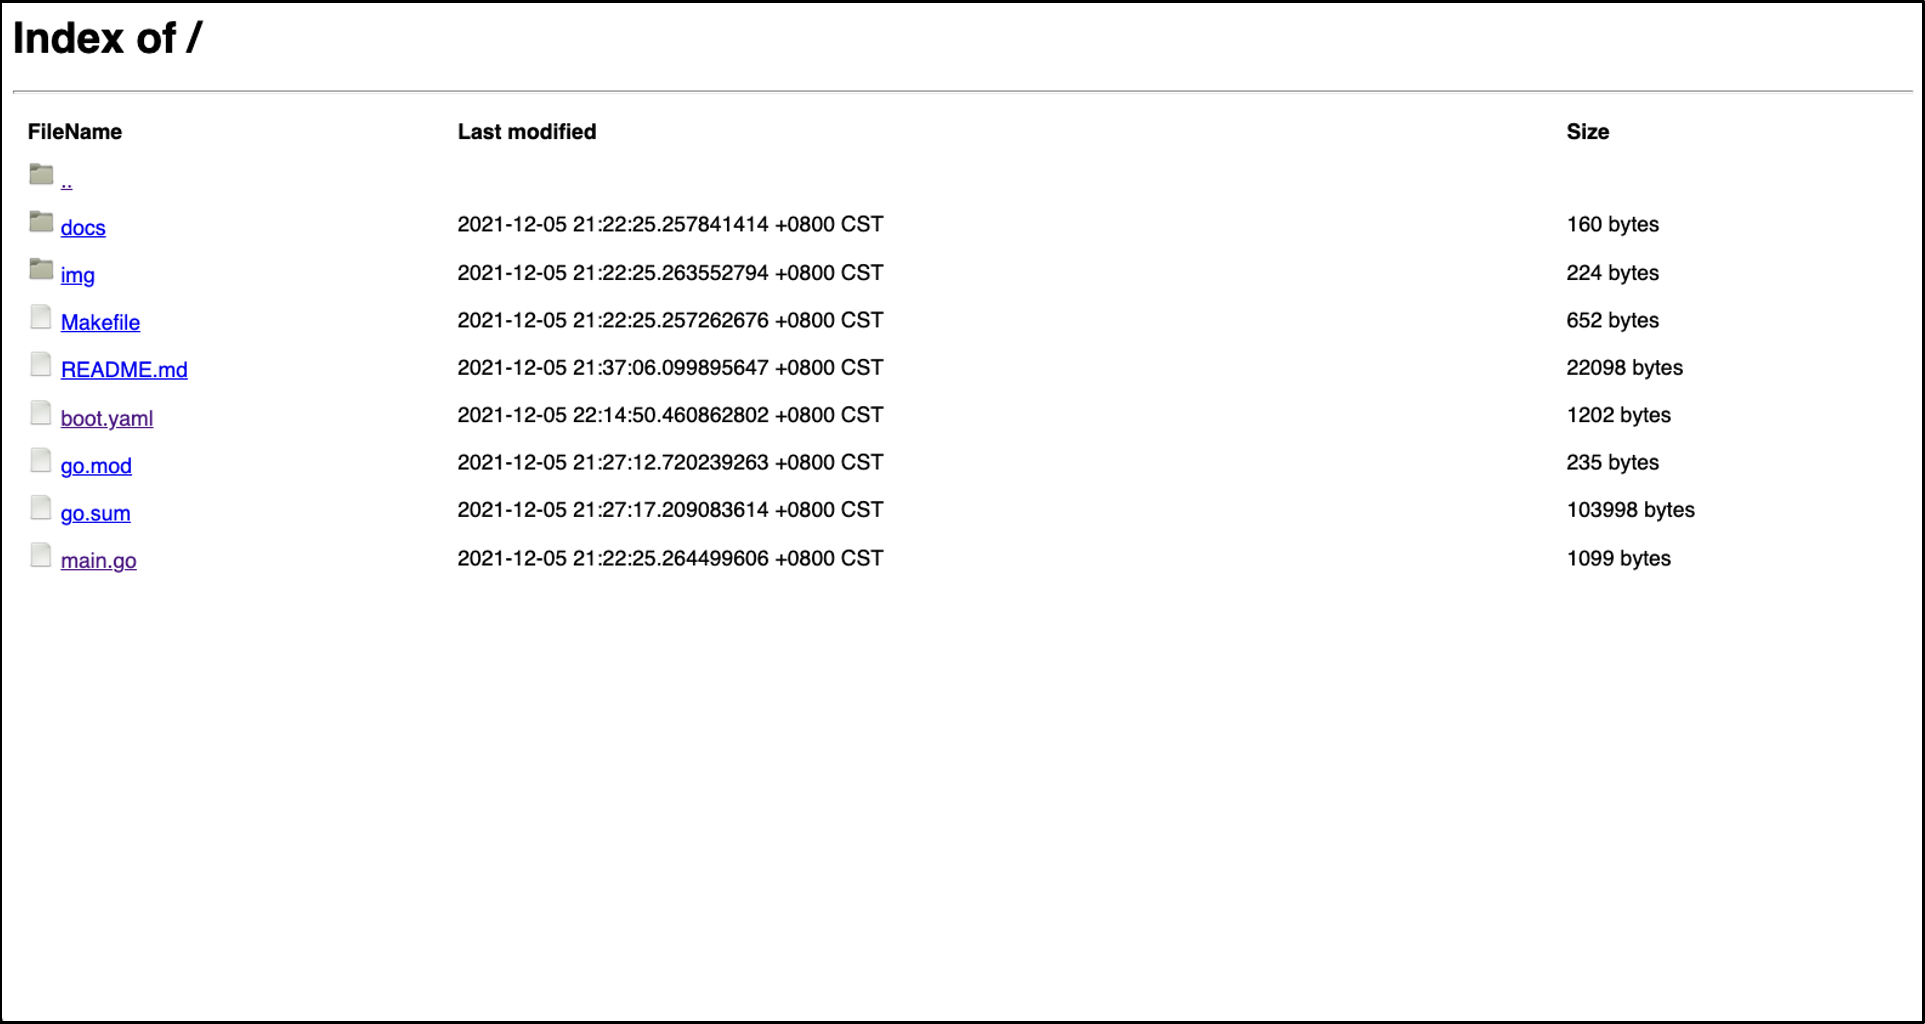 Index of /
FileName Last modified Size
..
docs 2021-12-05 21:22:25.257841414 +0800 CST 160 bytes
img 2021-12-05 21:22:25.263552794 +0800 CST 224 bytes
Makefile 2021-12-05 21:22:25.257262676 +0800 CST 652 bytes
README.md 2021-12-05 21:37:06.099895647 +0800 CST 22098 bytes
boot.yaml 2021-12-05 22:14:50.460862802 +0800 CST 1202 bytes
go.mod 2021-12-05 21:27:12.720239263 +0800 CST 235 bytes
go.sum 2021-12-05 21:27:17.209083614 +0800 CST 103998 bytes
main.go 2021-12-05 21:22:25.264499606 +0800 CST 1099 bytes